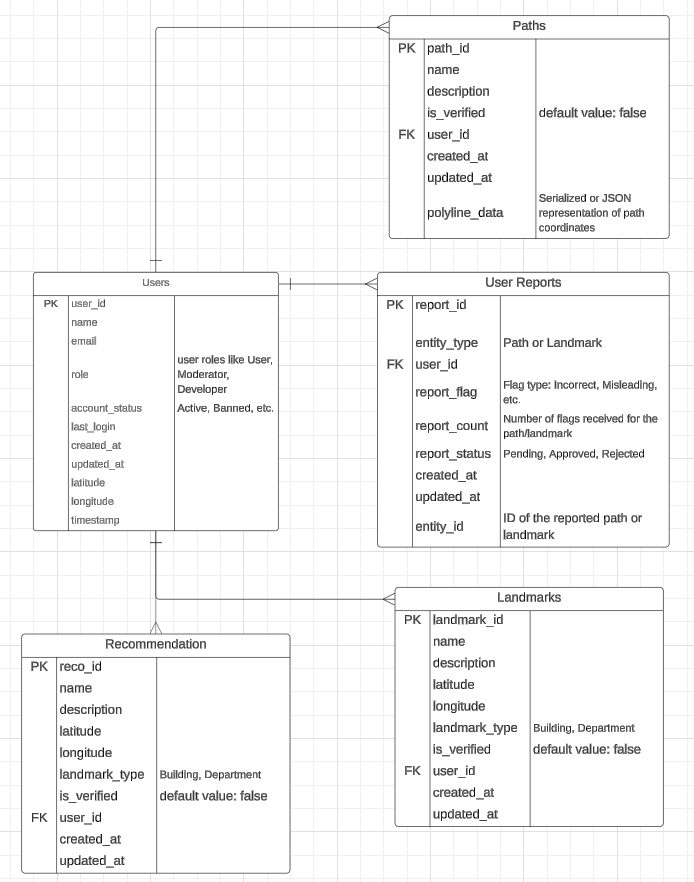 Paths
PK path_id
name
description
is_verified default value: false
FK user_id
created_at
updated_at
polyline_data Serialized or JSON
representation of path
coordinates
Users
PK user_id
name
email
role user roles like User,
Moderator,
Developer
account_status Active, Banned, etc.
last_login
created_at
updated_at
latitude
longitude
timestamp
User Reports
PK report_id
entity_type Path or Landmark
FK user_id
report_flag Flag type: Incorrect, Misleading,
etc.
report_count Number of flags received for the
path/landmark
report_status Pending, Approved, Rejected
created_at
updated_at
entity_id ID of the reported path or
landmark
Landmarks
PK landmark_id
name
description
latitude
longitude
landmark_type Building, Department
is_verified default value: false
FK user_id
created_at
updated_at
Recommendation
PK reco_id
name
description
latitude
longitude
landmark_type Building, Department
is_verified default value: false
FK user_id
created_at
updated_at